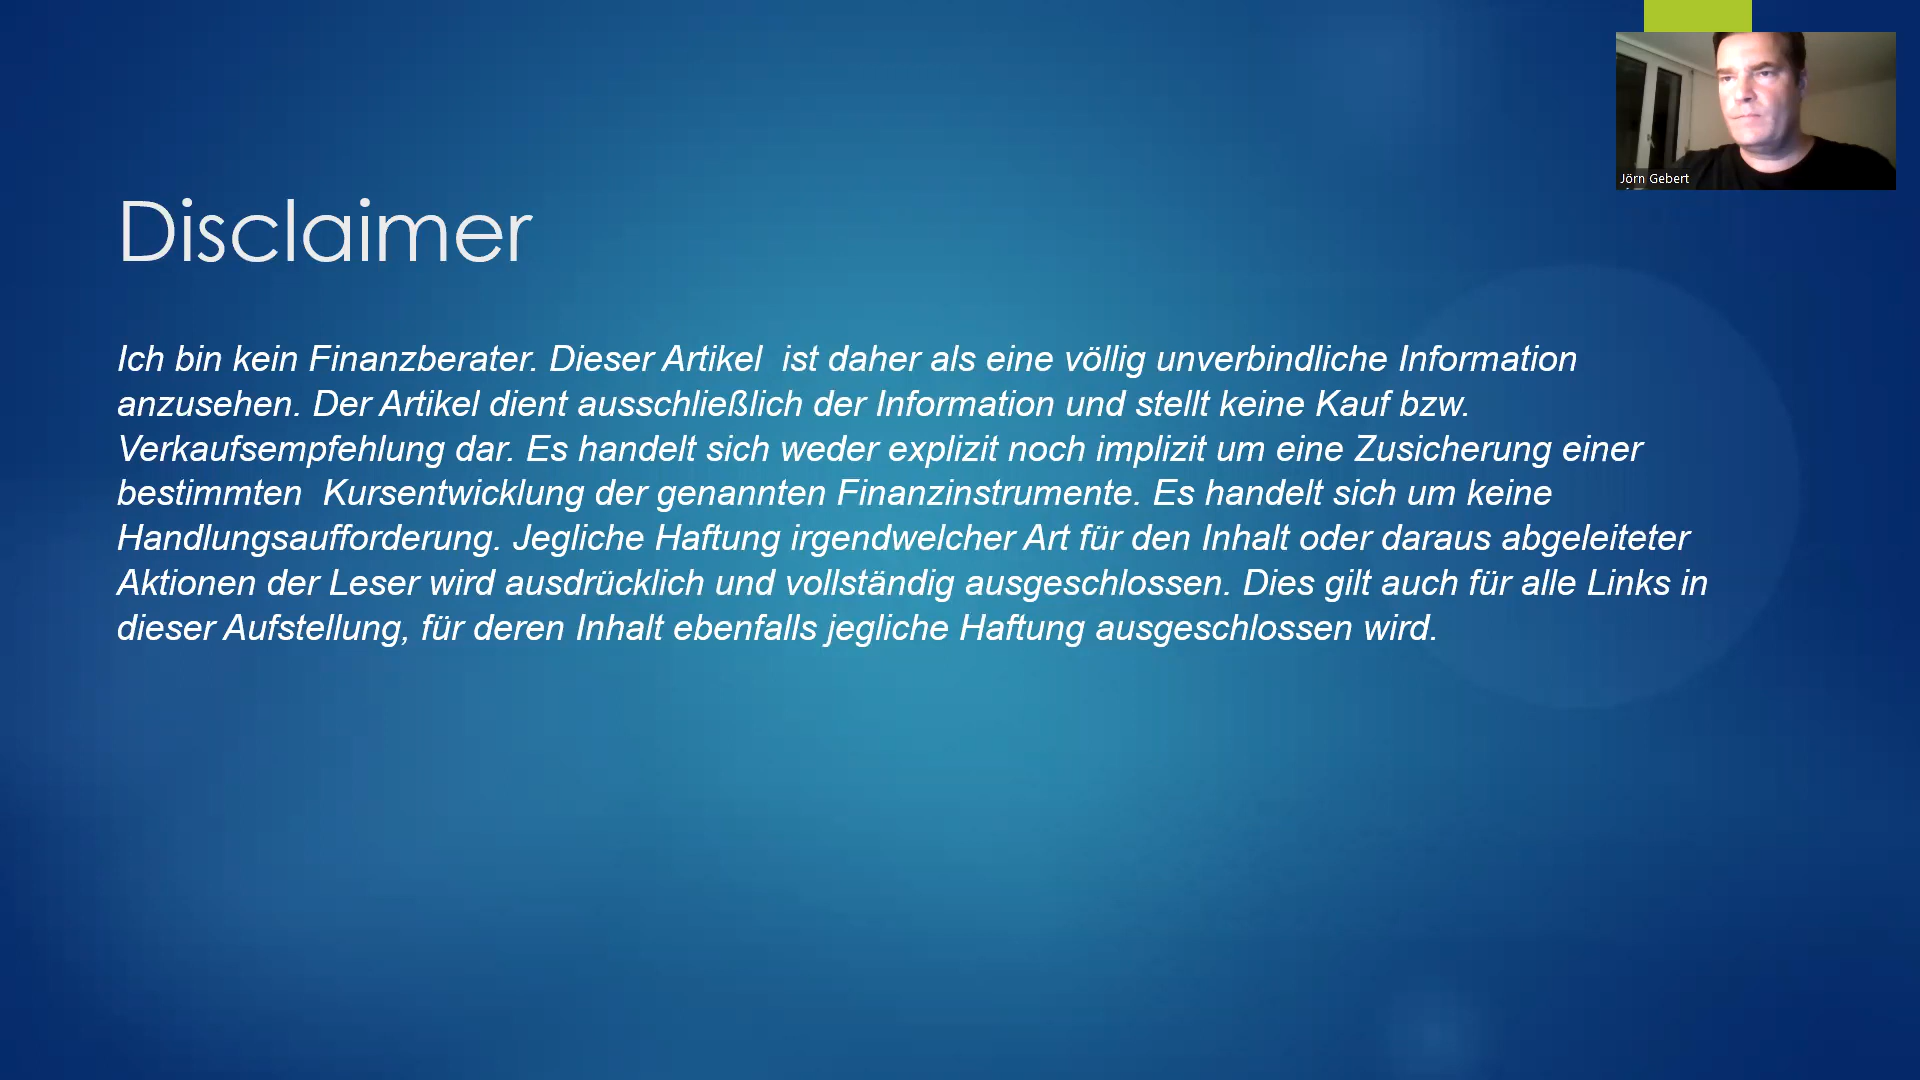 Jörn Gebert
Disclaimer
Ich bin kein Finanzberater. Dieser Artikel  ist daher als eine völlig unverbindliche Information
anzusehen. Der Artikel dient ausschließlich der Information und stellt keine Kauf bzw.
Verkaufsempfehlung dar. Es handelt sich weder explizit noch implizit um eine Zusicherung einer
bestimmten  Kursentwicklung der genannten Finanzinstrumente. Es handelt sich um keine
Handlungsaufforderung. Jegliche Haftung irgendwelcher Art für den Inhalt oder daraus abgeleiteter
Aktionen der Leser wird ausdrücklich und vollständig ausgeschlossen. Dies gilt auch für alle Links in
dieser Aufstellung, für deren Inhalt ebenfalls jegliche Haftung ausgeschlossen wird.